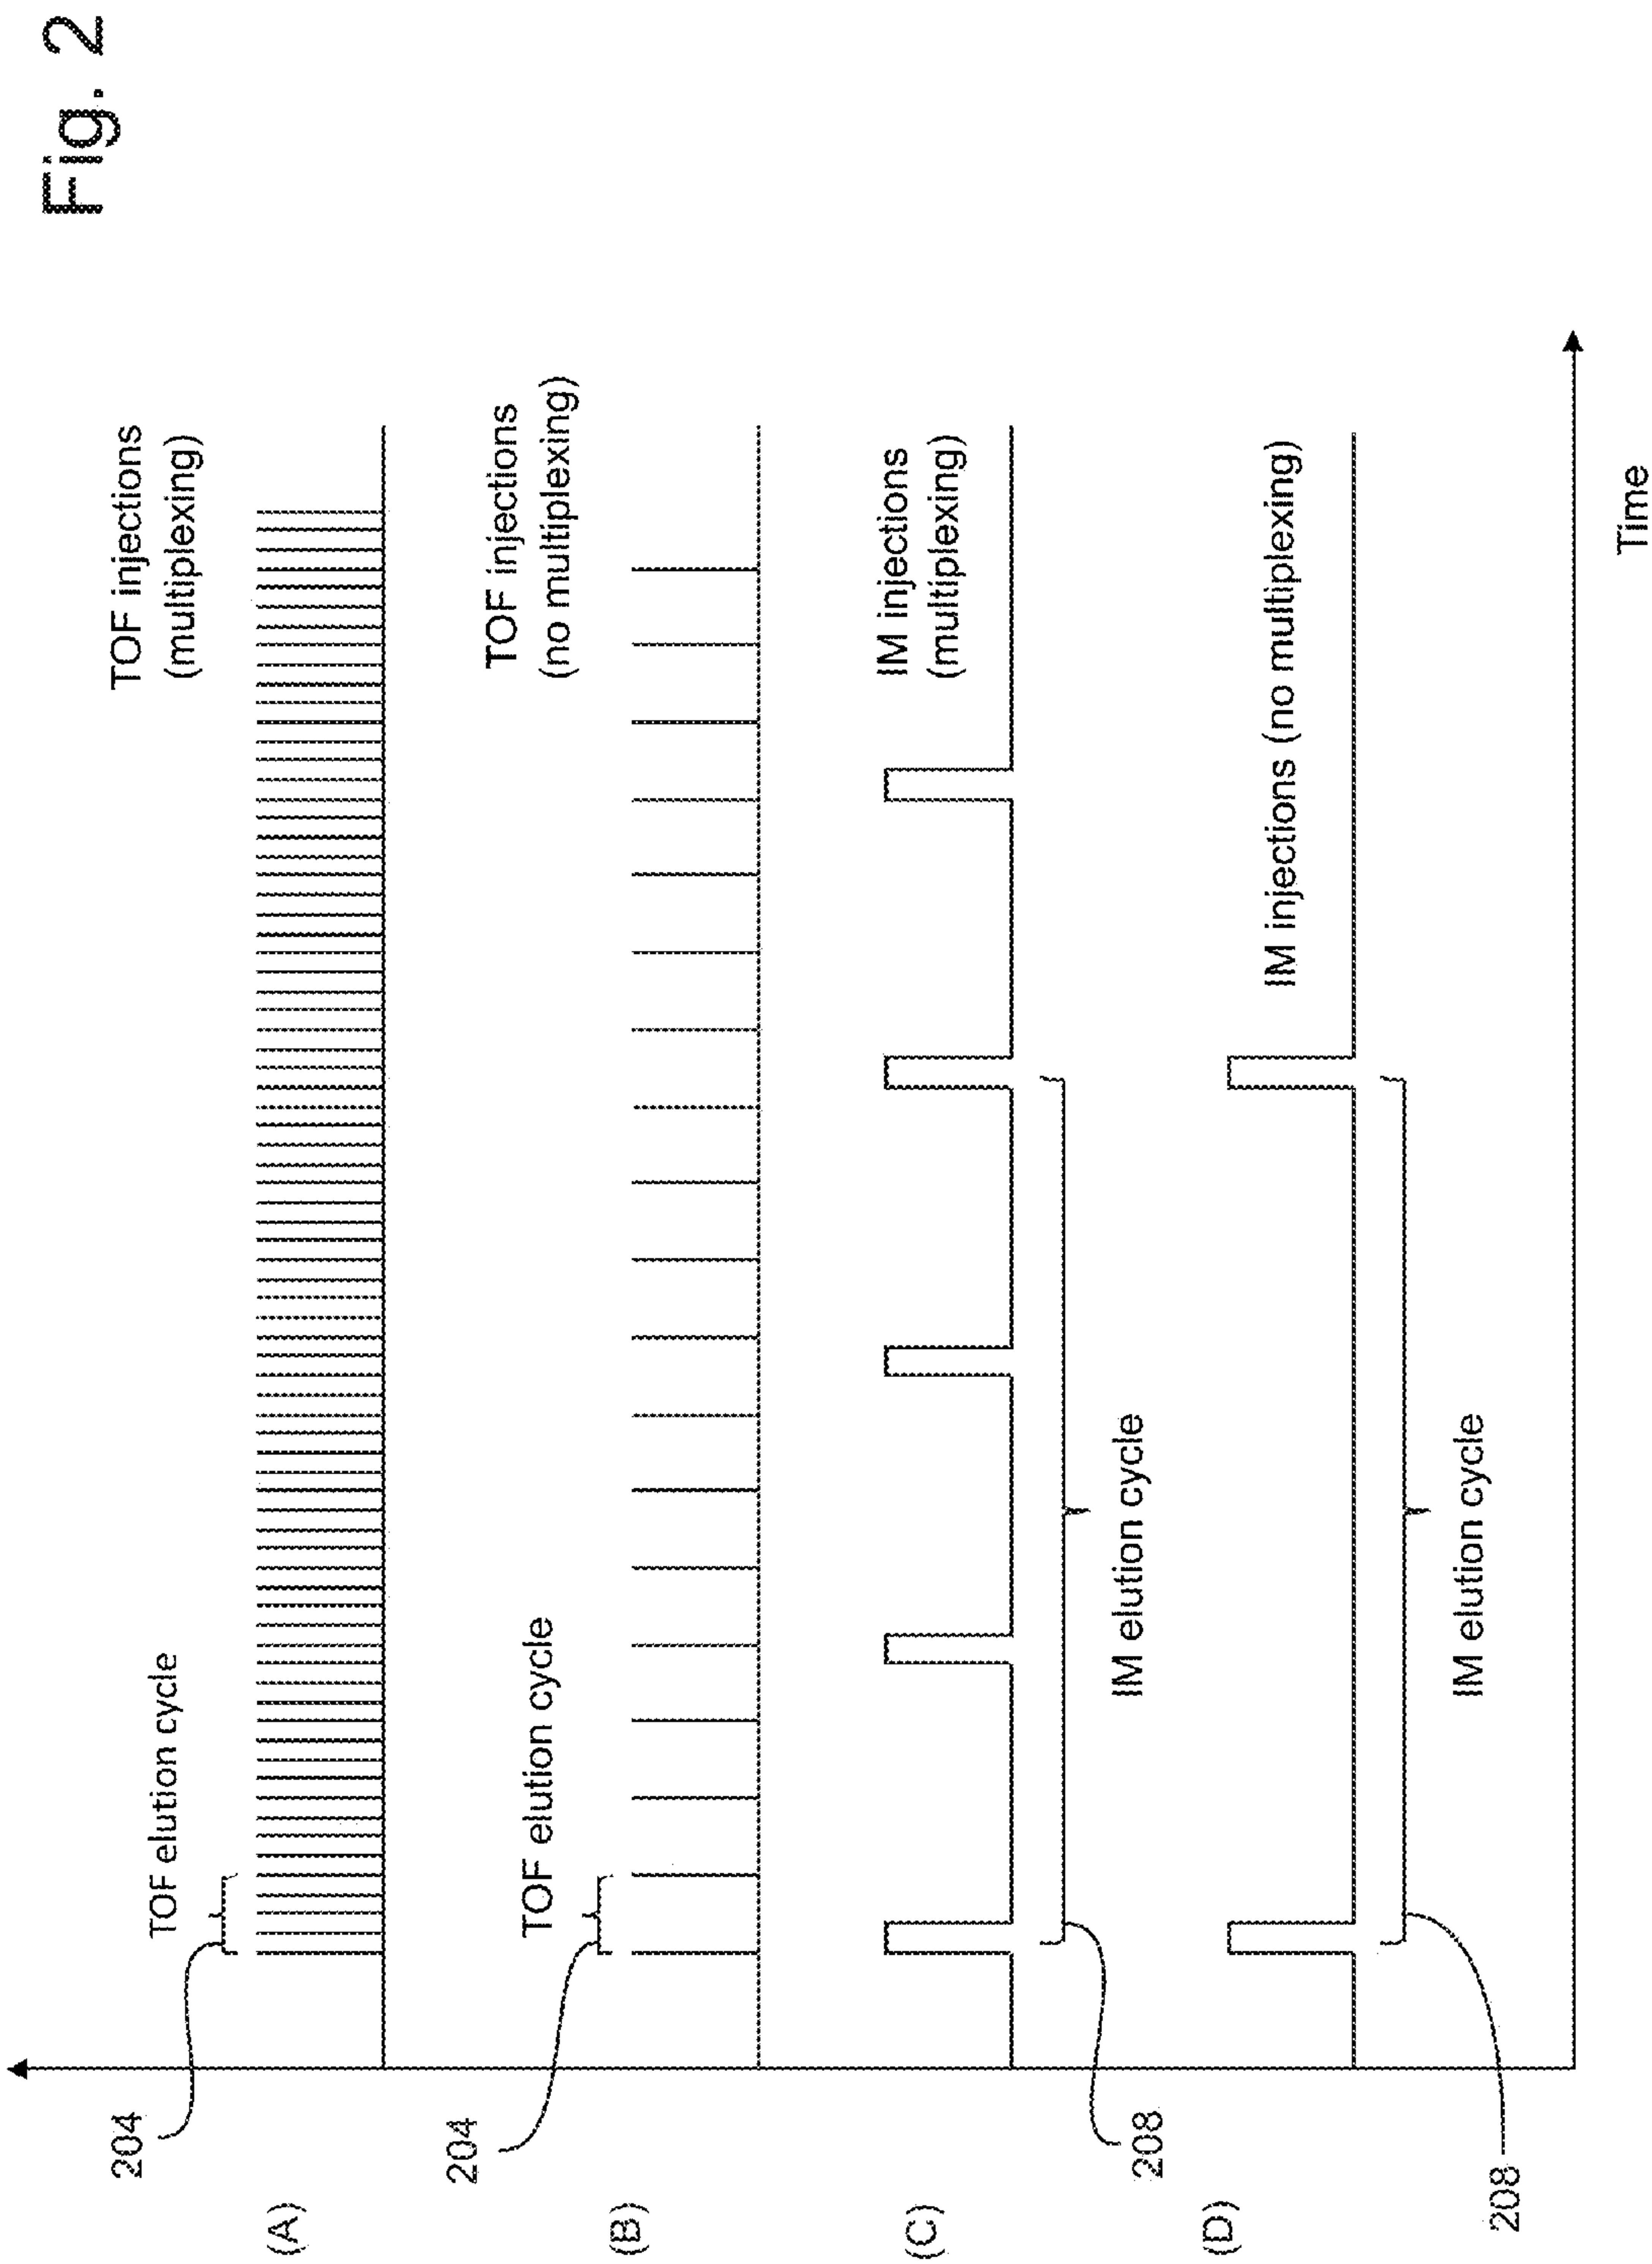 Fig. 2
204
TOF elution cycle
TOF injections
(multiplexing)
(A)
204
TOF elution cycle
TOF injections
(no multiplexing)
(B)
IM injections
(multiplexing)
(C)
208
IM elution cycle
IM injections (no multiplexing)
(D)
208
IM elution cycle
Time